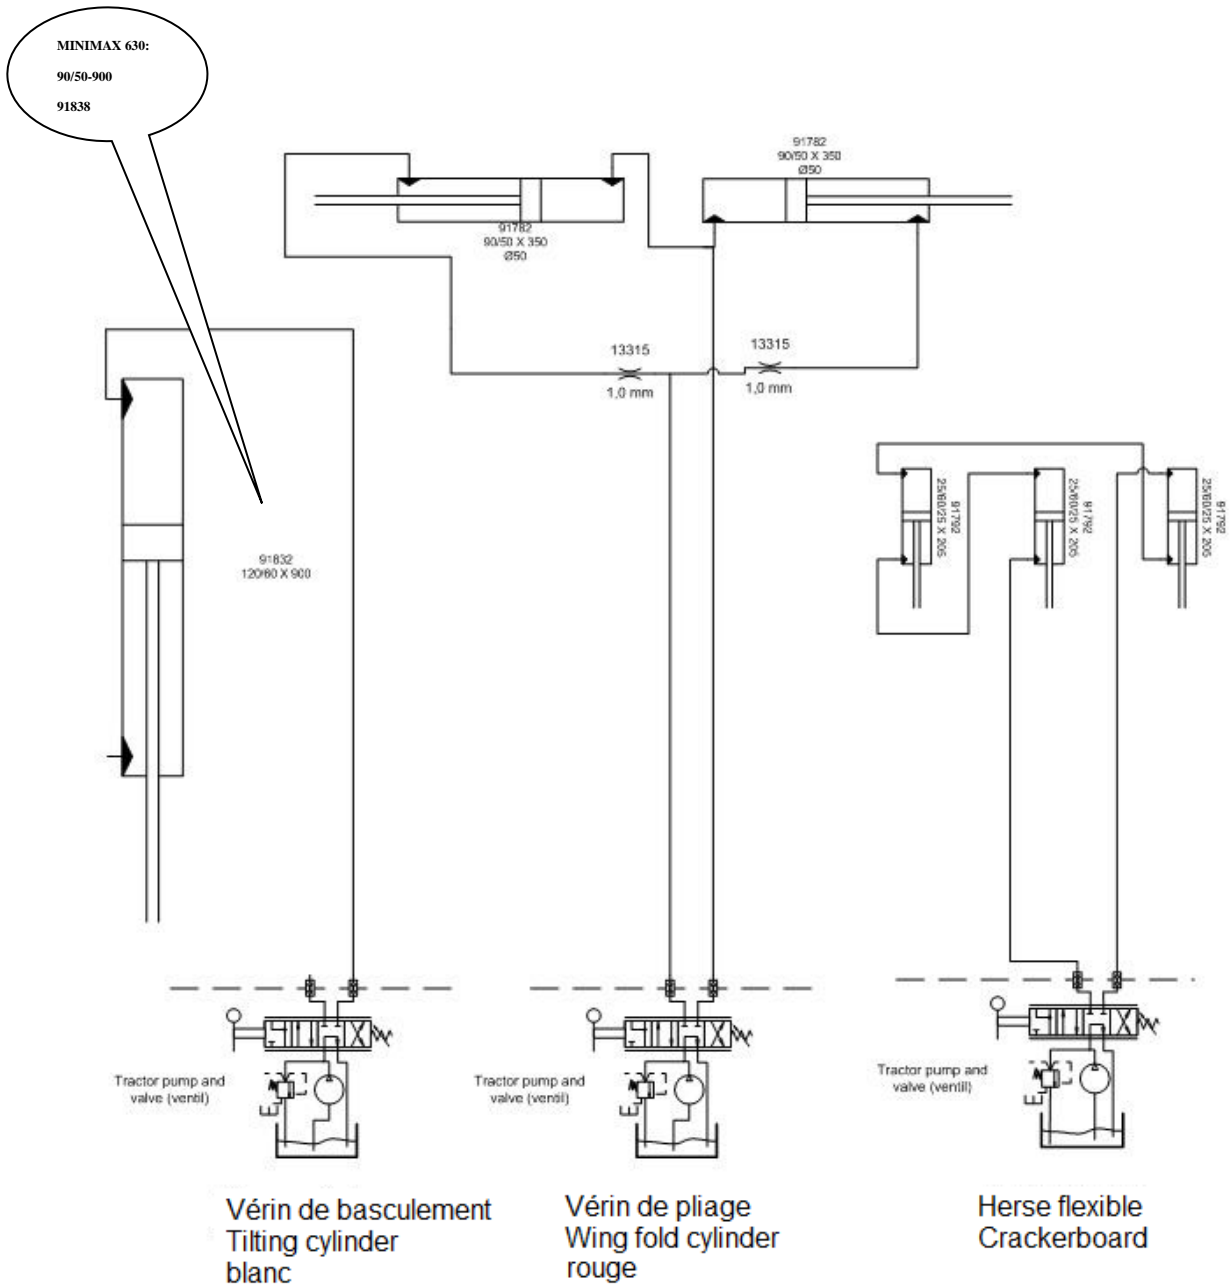 MINIMAX 630:
90/50-900
91838
91782
90/50 X 350
Ø50
91782
90/50 X 350
Ø50
13315
1,0 mm
13315
1,0 mm
91832
120/60 X 900
91792
25/60/25 X 205
91792
25/60/25 X 205
91792
25/60/25 X 205
Tractor pump and
valve (ventil)
Tractor pump and
valve (ventil)
Tractor pump and
valve (ventil)
Vérin de basculement
Tilting cylinder
blanc
Vérin de pliage
Wing fold cylinder
rouge
Herse flexible
Crackerboard